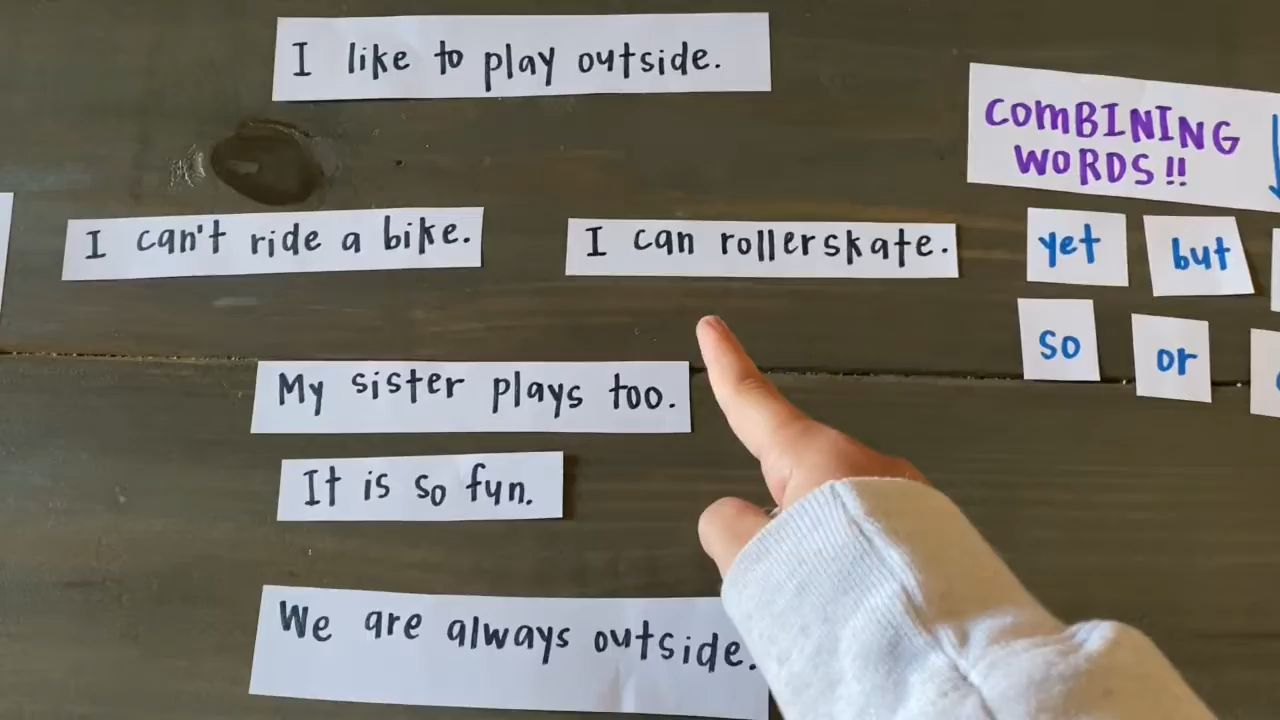 I like to play outside.
COMBINING
WORDS!!
I can't ride a bike.
I can rollerskate.
yet
but
so
or
My sister plays too.
It is so fun.
We are always outside.